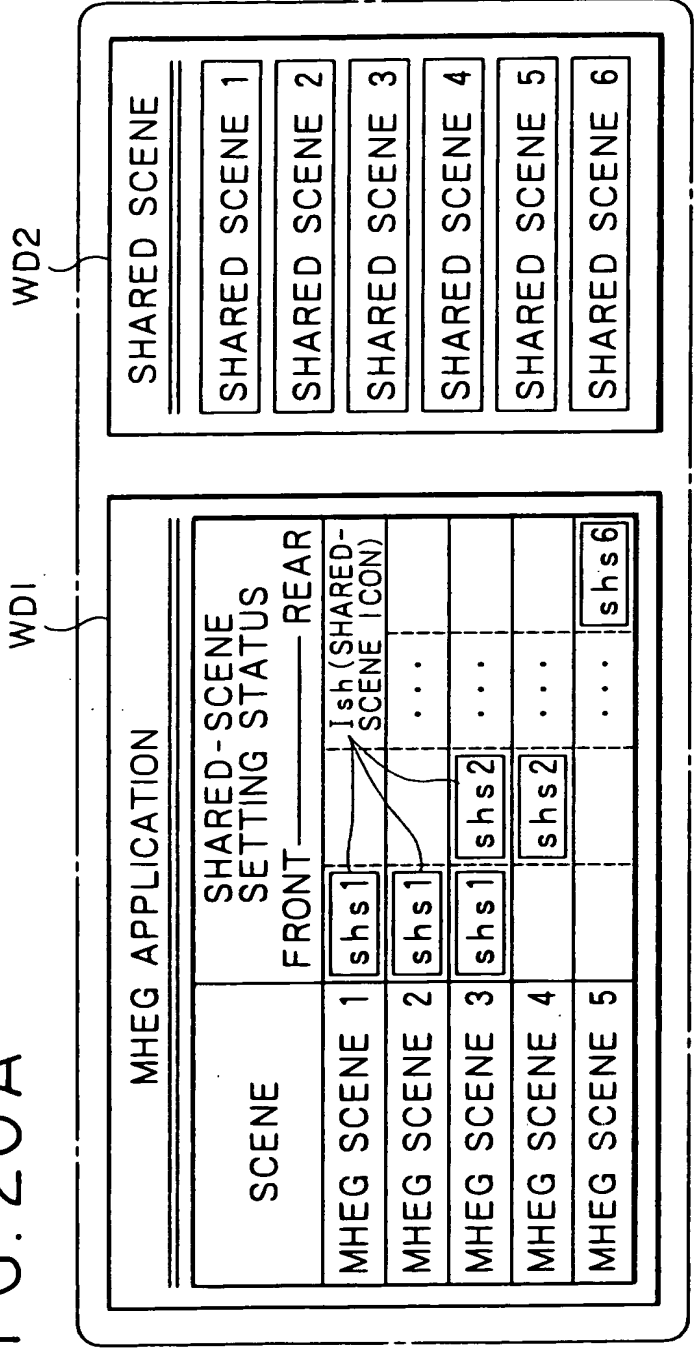 FIG. 20A
WD1
MHEG APPLICATION
SCENE
SHARED-SCENE
SETTING STATUS
FRONT REAR
MHEG SCENE 1 shs1 Ish(SHARED-
SCENE ICON)
MHEG SCENE 2 shs1 ...
MHEG SCENE 3 shs1 shs2 ...
MHEG SCENE 4 shs2 ...
MHEG SCENE 5 ... shs6
WD2
SHARED SCENE
SHARED SCENE 1
SHARED SCENE 2
SHARED SCENE 3
SHARED SCENE 4
SHARED SCENE 5
SHARED SCENE 6